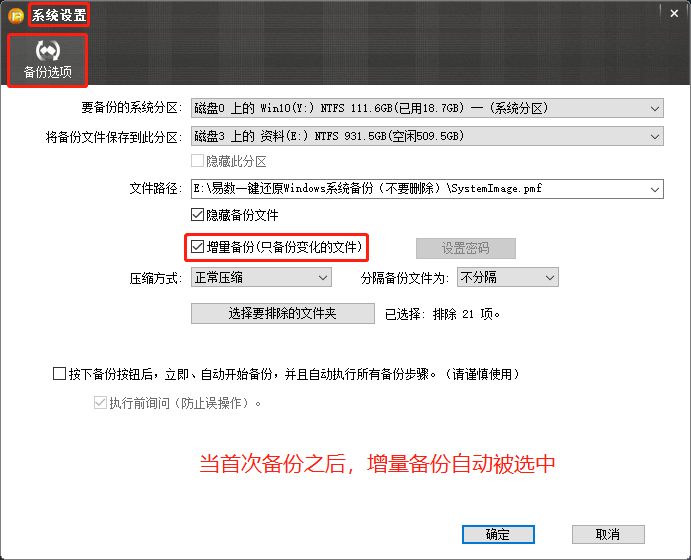 系统设置
备份选项
要备份的系统分区: 磁盘0 上的 Win10(Y:) NTFS 111.6GB(已用18.7GB) — (系统分区)
将备份文件保存到此分区: 磁盘3 上的 资料(E:) NTFS 931.5GB(空闲509.5GB)
隐藏此分区
文件路径: E:\易数一键还原Windows系统备份（不要删除）\SystemImage.pmf
隐藏备份文件
增量备份(只备份变化的文件) 设置密码
压缩方式: 正常压缩 分隔备份文件为: 不分隔
选择要排除的文件夹 已选择: 排除 21 项。
按下备份按钮后，立即、自动开始备份，并且自动执行所有备份步骤。（请谨慎使用）
执行前询问（防止误操作）。
当首次备份之后，增量备份自动被选中
确定 取消